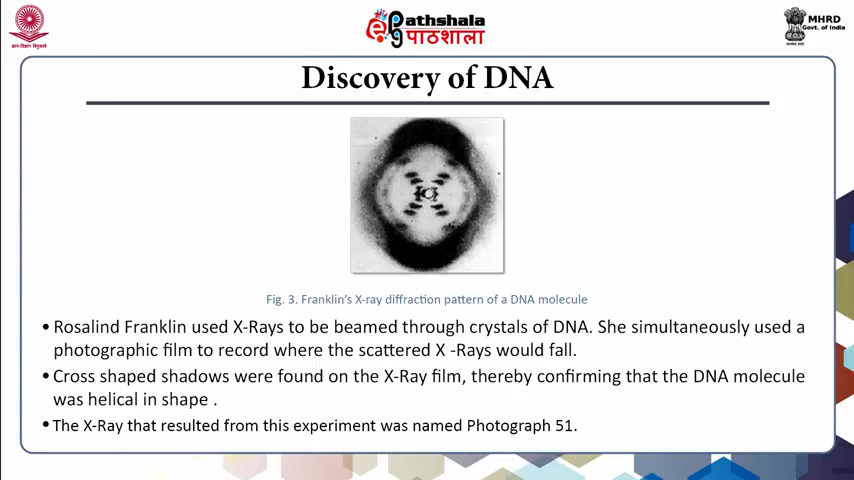 Pathshala
पाठशाला
MHRD
Govt. of India
Discovery of DNA
Fig. 3. Franklin's X-ray diffraction pattern of a DNA molecule
• Rosalind Franklin used X-Rays to be beamed through crystals of DNA. She simultaneously used a
photographic film to record where the scattered X -Rays would fall.
• Cross shaped shadows were found on the X-Ray film, thereby confirming that the DNA molecule
was helical in shape .
• The X-Ray that resulted from this experiment was named Photograph 51.